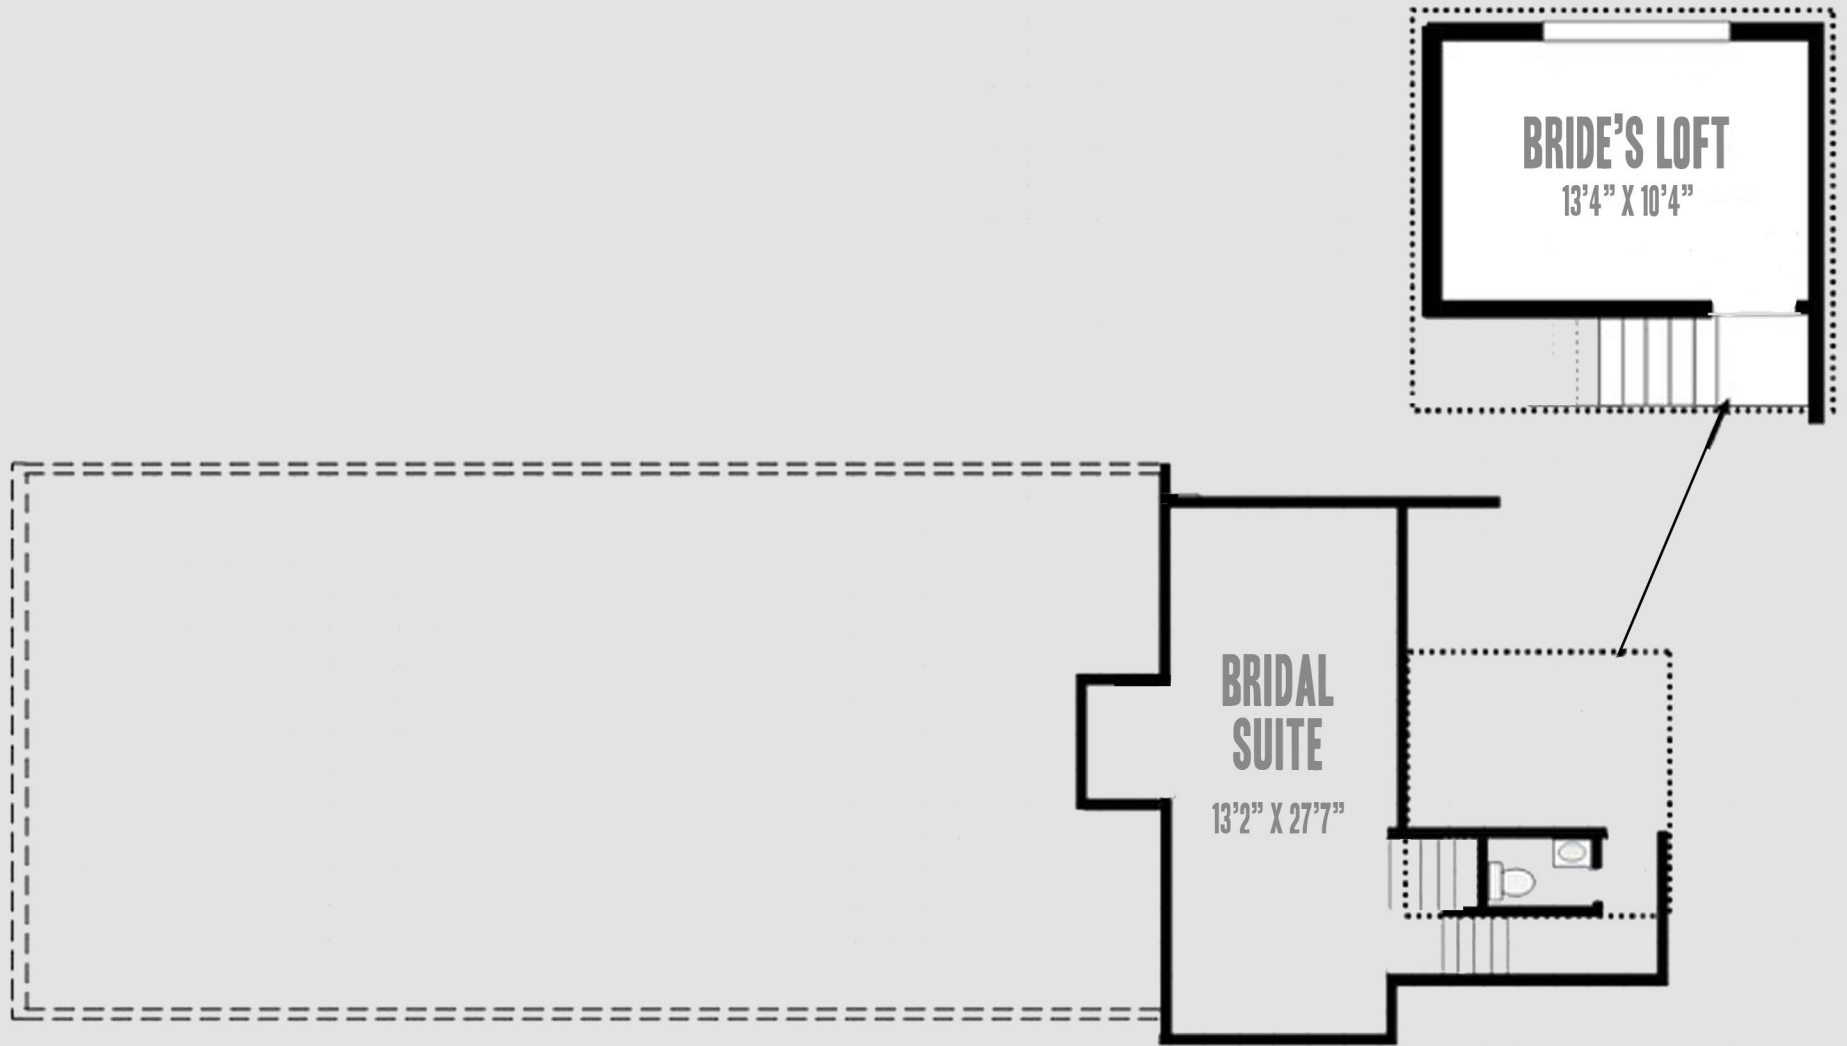 BRIDE’S LOFT
13’4” X 10’4”
BRIDAL
SUITE
13’2” X 27’7”